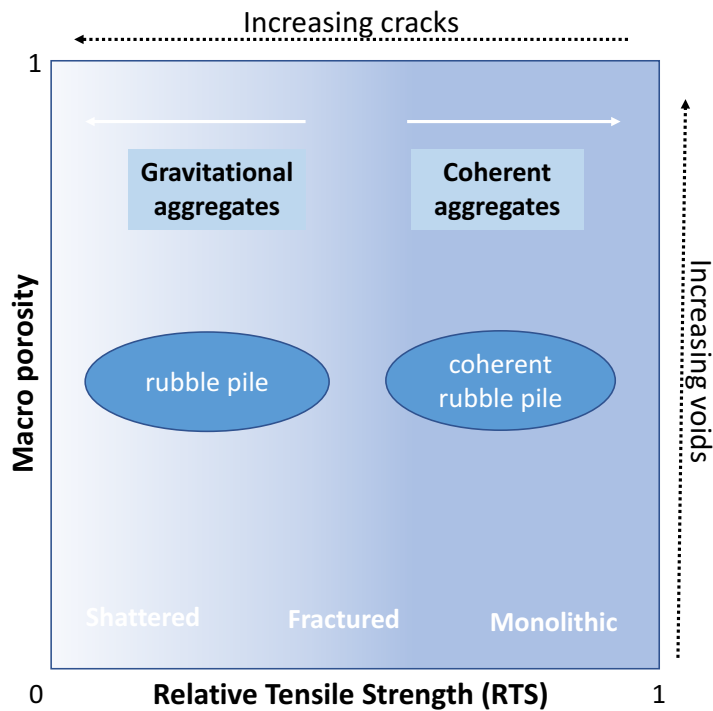 Increasing cracks
1
Gravitational
aggregates
Coherent
aggregates
Macro porosity
Increasing voids
rubble pile
coherent
rubble pile
Shattered
Fractured
Monolithic
0
Relative Tensile Strength (RTS)
1